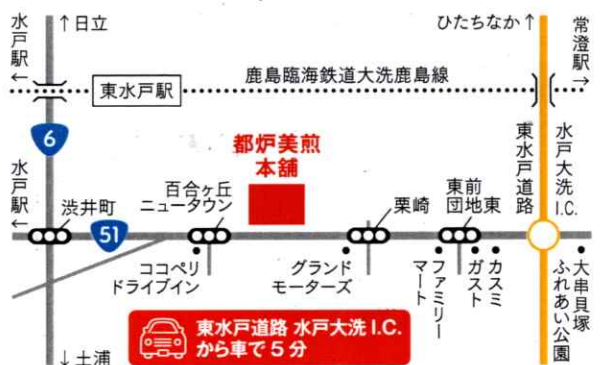 水戸駅←
↑日立
ひたちなか↑
常澄駅→
鹿島臨海鉄道大洗鹿島線
東水戸駅
6
都炉美煎
本舗
東水戸道路
水戸大洗I.C.
水戸駅←
渋井町
51
百合ヶ丘
ニュータウン
栗崎
東前
団地東
ココペリ
ドライブイン
グランド
モーターズ
ファミリー
マート
ガスト
カスミ
大串貝塚
ふれあい公園
東水戸道路 水戸大洗I.C.
から車で5分
↓土浦